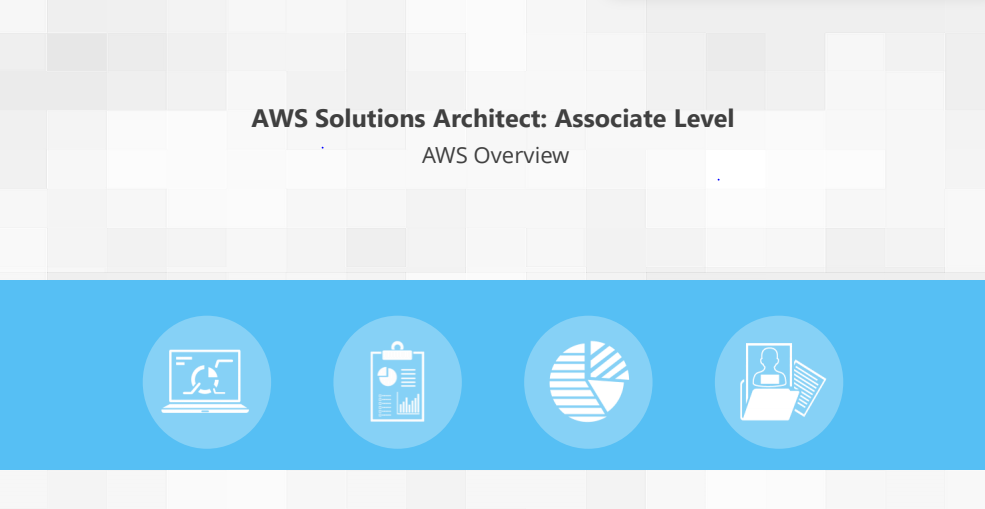 AWS Solutions Architect: Associate Level
AWS Overview